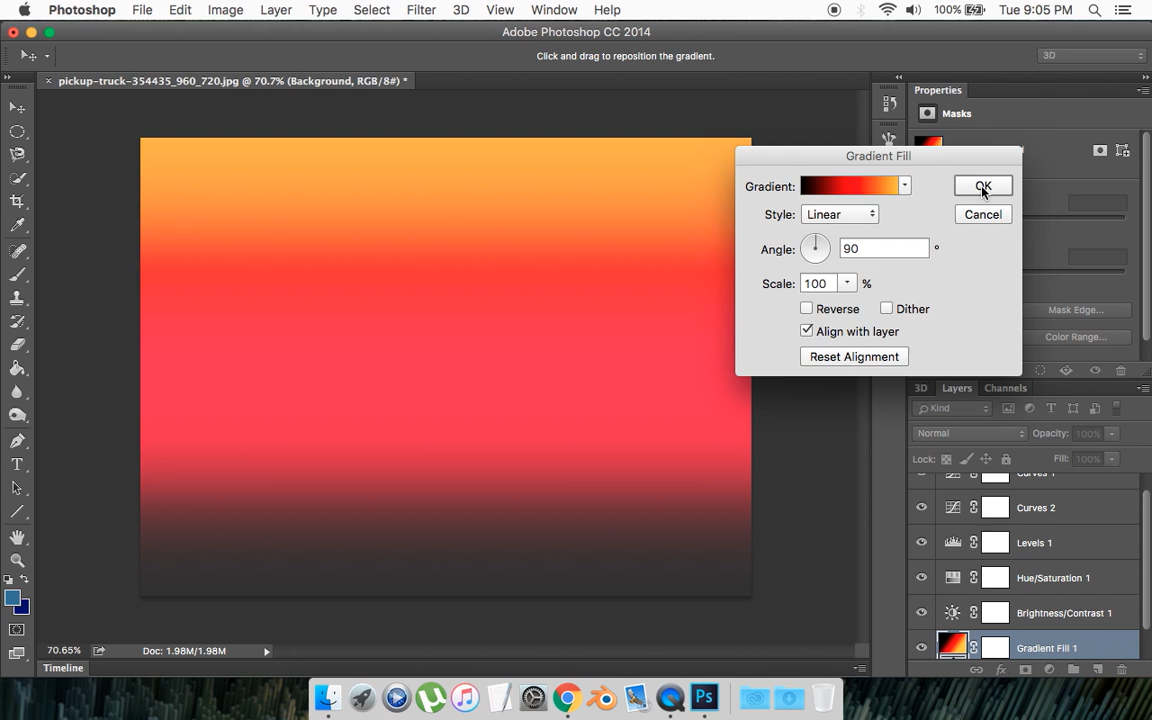 Photoshop File Edit Image Layer Type Select Filter 3D View Window Help 100% Tue 9:05 PM
Adobe Photoshop CC 2014
Click and drag to reposition the gradient. 3D
× pickup-truck-354435_960_720.jpg @ 70.7% (Background, RGB/8#) *
Properties
Masks
Gradient Fill
Gradient: OK
Style: Linear Cancel
Angle: 90 °
Scale: 100 %
Reverse Dither
Align with layer
Reset Alignment
Mask Edge...
Color Range...
3D Layers Channels
Kind
Normal Opacity: 100%
Lock: Fill: 100%
Curves 1
Curves 2
Levels 1
Hue/Saturation 1
Brightness/Contrast 1
Gradient Fill 1
70.65% Doc: 1.98M/1.98M
Timeline
Ps